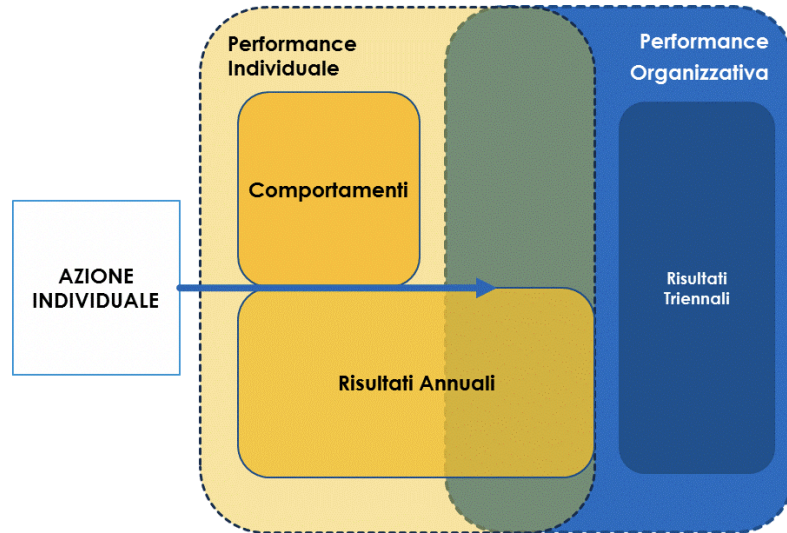 Performance
Individuale
Performance
Organizzativa
Comportamenti
AZIONE
INDIVIDUALE
Risultati
Triennali
Risultati Annuali